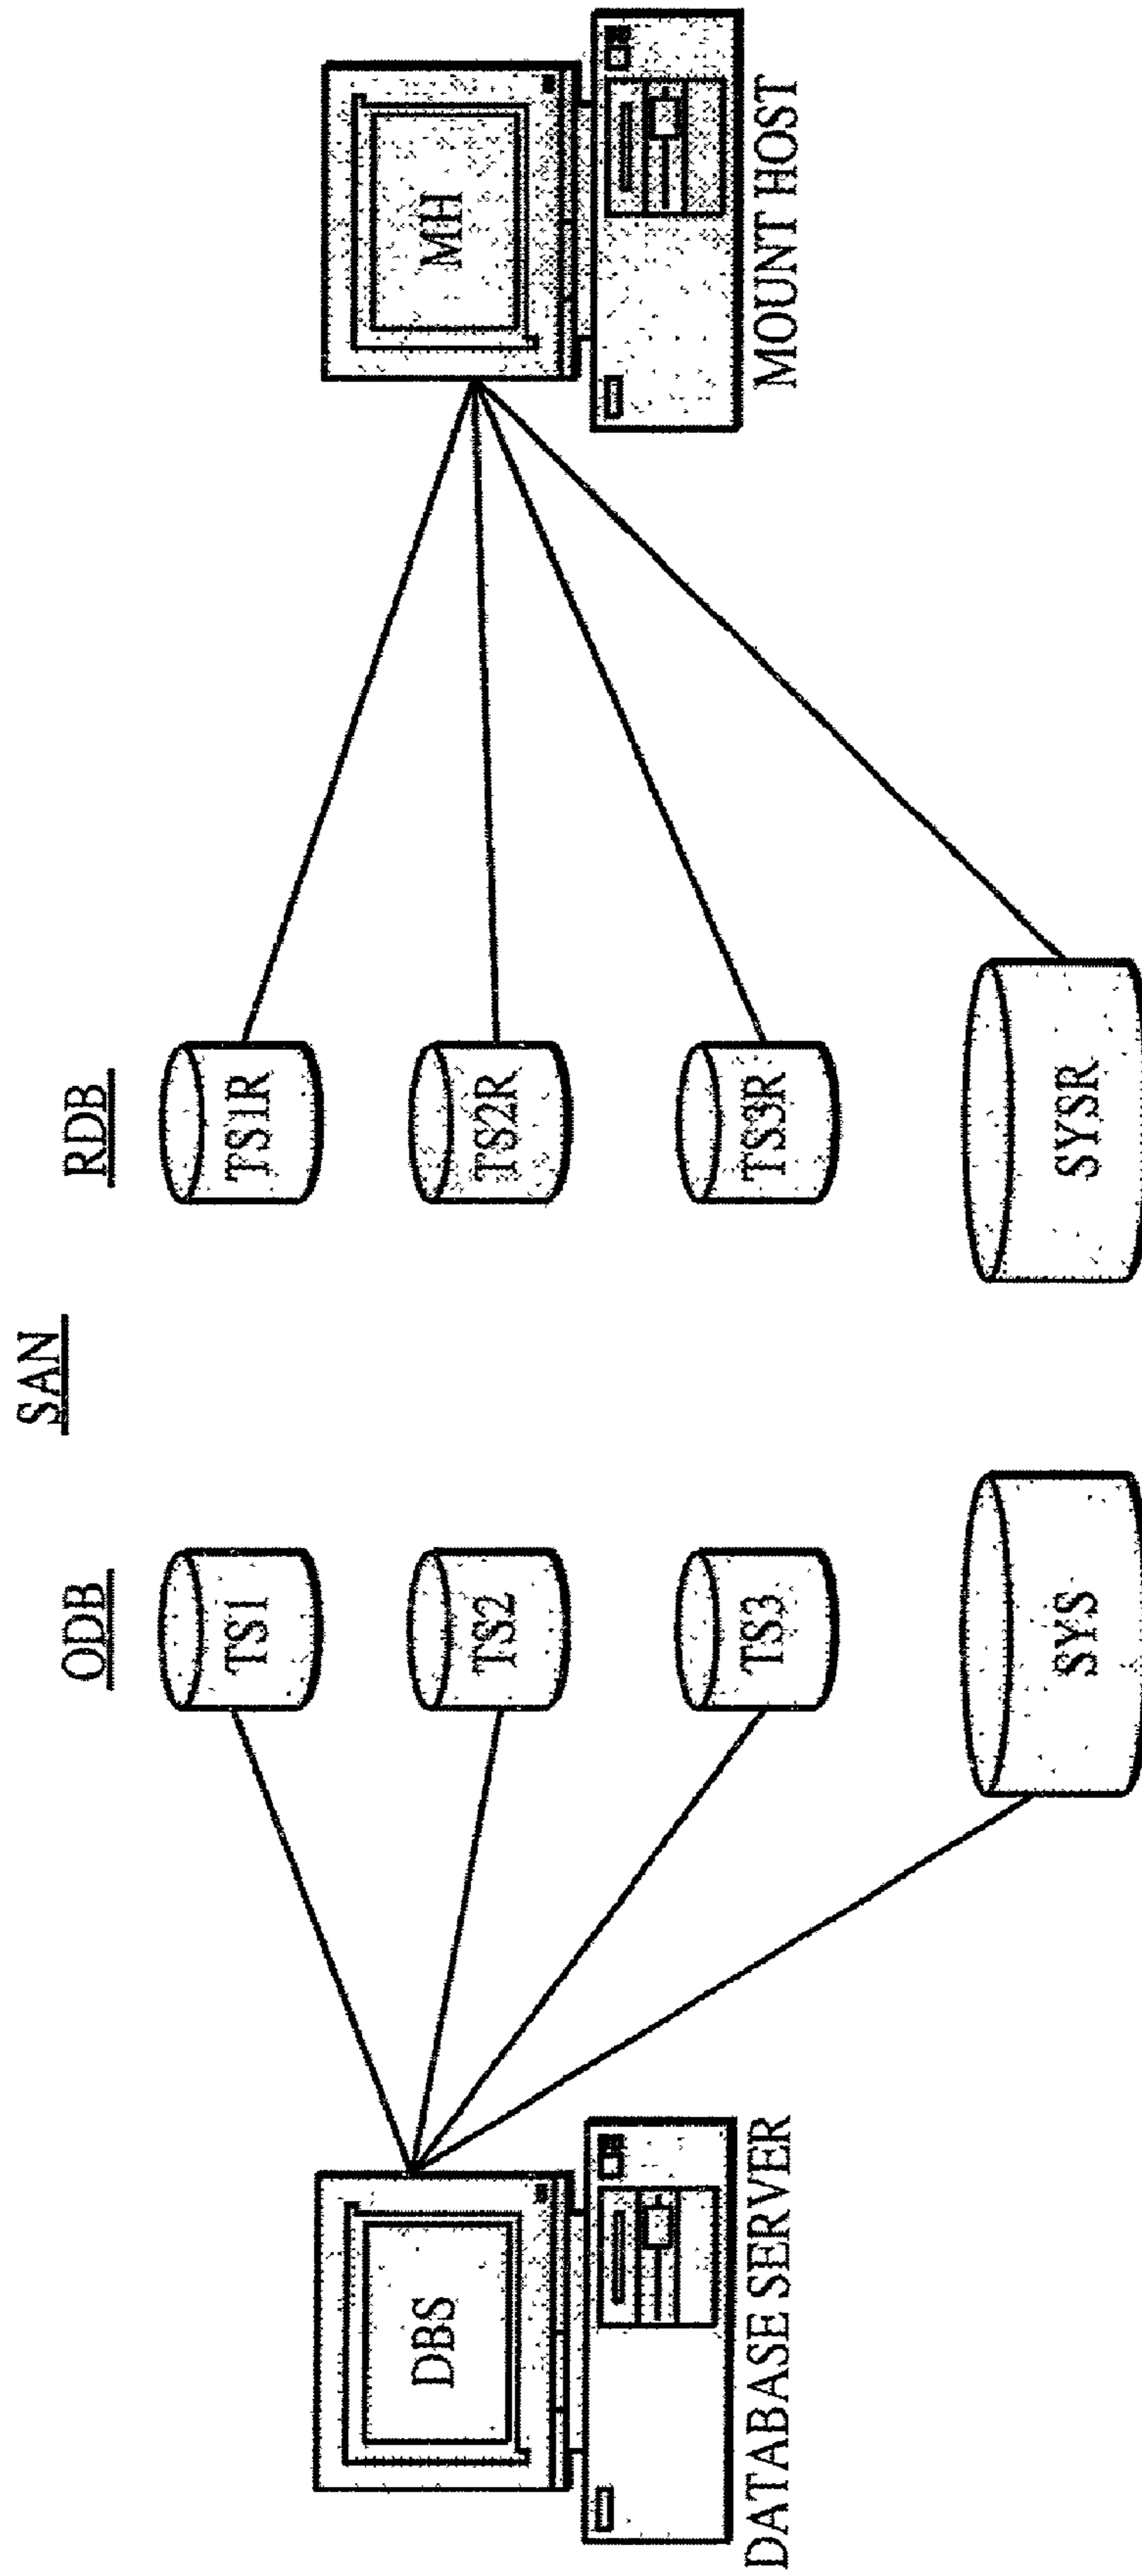 SAN
ODB
RDB
TS1
TS1R
DBS
MH
TS2
TS2R
TS3
TS3R
DATABASE SERVER
MOUNT HOST
SYS
SYSR